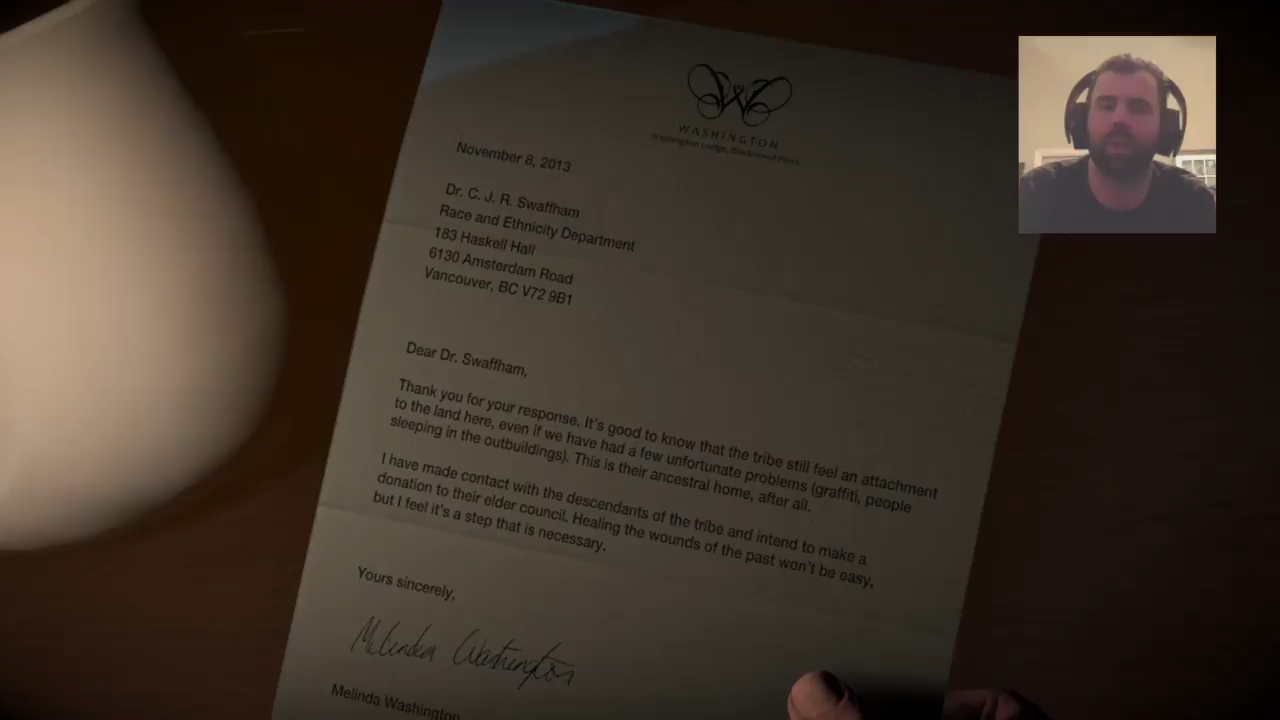 WASHINGTON
Washington Lodge, Blackwood Pines
November 8, 2013
Dr. C. J. R. Swaffham
Race and Ethnicity Department
183 Haskell Hall
6130 Amsterdam Road
Vancouver, BC V72 9B1
Dear Dr. Swaffham,
Thank you for your response. It's good to know that the tribe still feel an attachment
to the land here, even if we have had a few unfortunate problems (graffiti, people
sleeping in the outbuildings). This is their ancestral home, after all.
I have made contact with the descendants of the tribe and intend to make a
donation to their elder council. Healing the wounds of the past won't be easy,
but I feel it's a step that is necessary.
Yours sincerely,
Melinda Washington
Melinda Washington